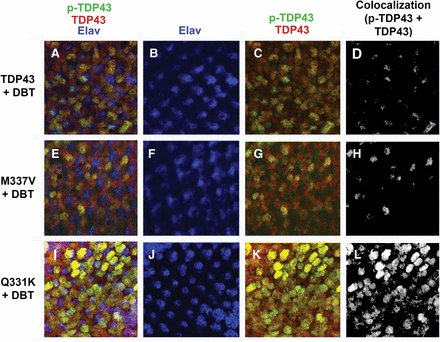 p-TDP43
TDP43
Elav
Elav
p-TDP43
TDP43
Colocalization
(p-TDP43 +
TDP43)
TDP43
+ DBT
A
B
C
D
M337V
+ DBT
E
F
G
H
Q331K
+ DBT
I
J
K
L